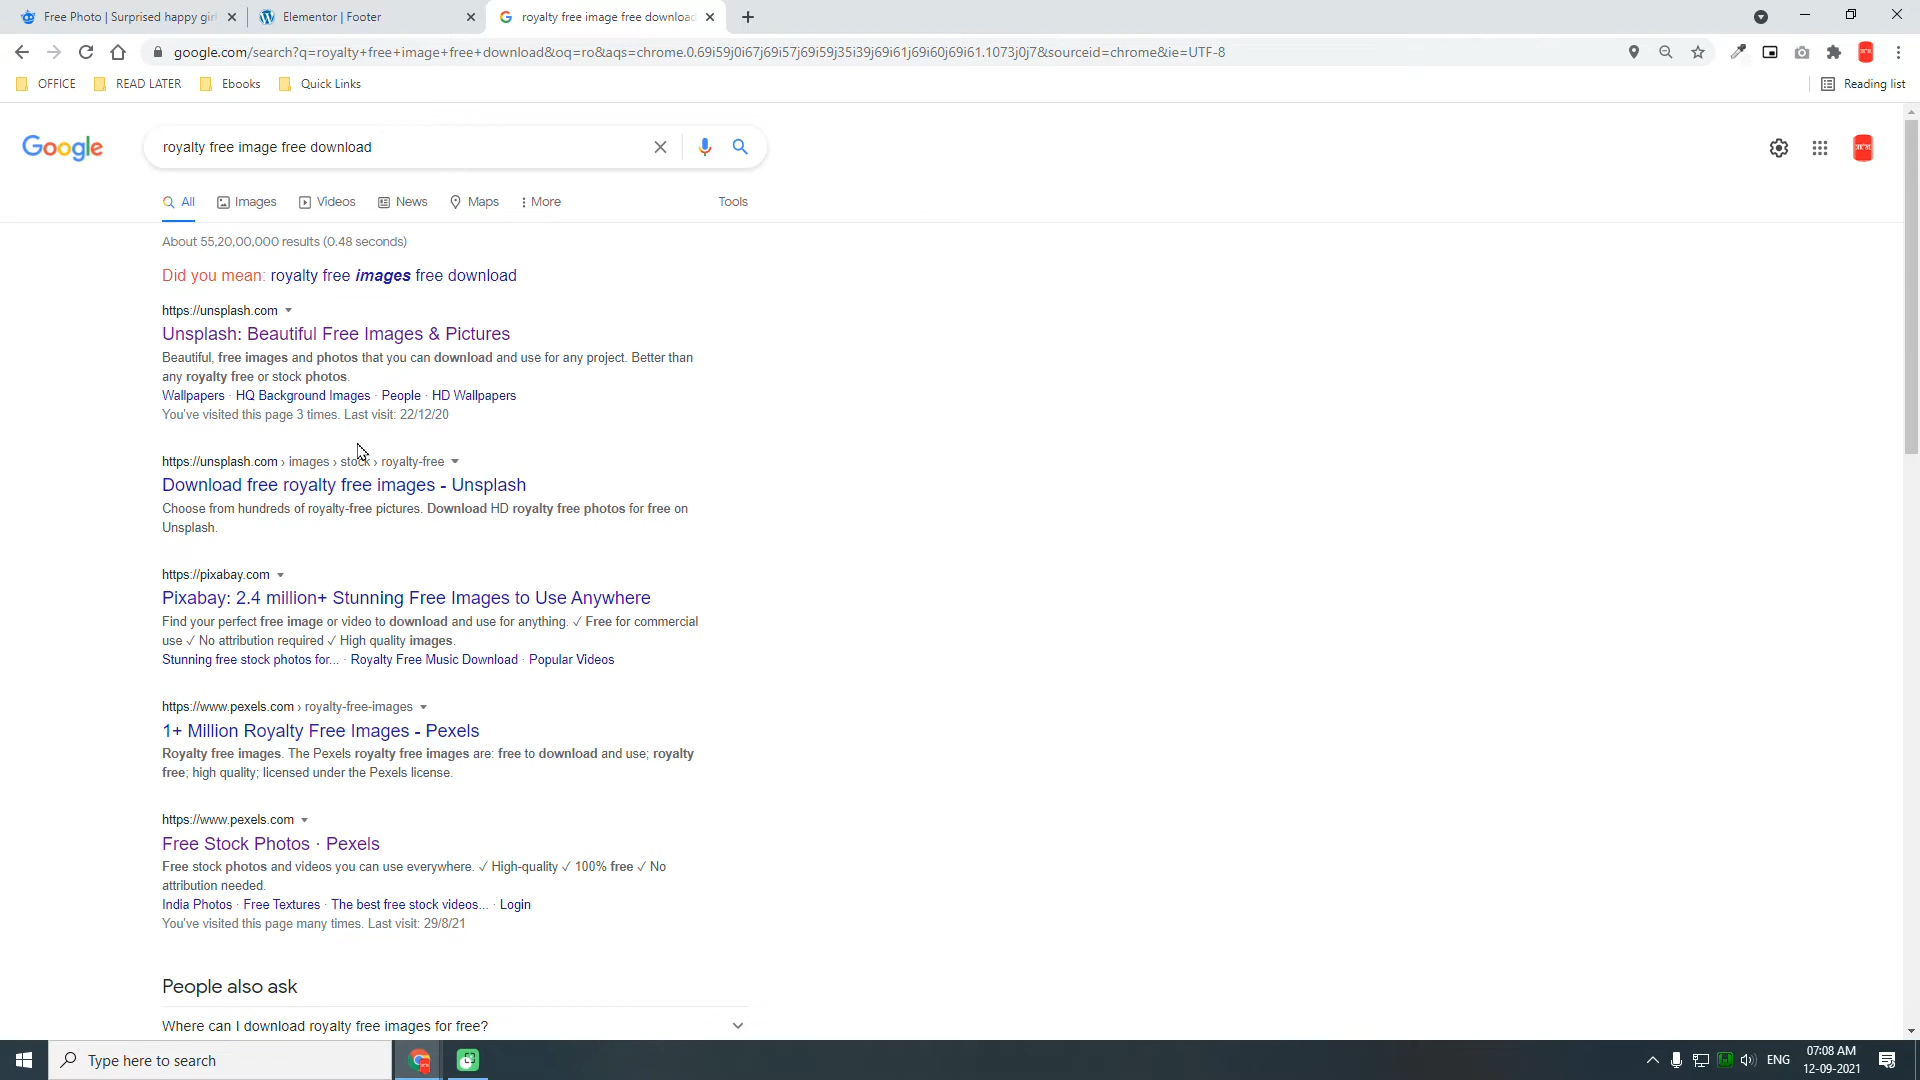 Free Photo | Surprised happy girl
Elementor | Footer
royalty free image free download
google.com/search?q=royalty+free+image+free+download&oq=ro&aqs=chrome.0.69i59j0i67j69i57j69i59j35i39j69i61j69i60j69i61.1073j0j7&sourceid=chrome&ie=UTF-8
OFFICE
READ LATER
Ebooks
Quick Links
Reading list
Google
royalty free image free download
All
Images
Videos
News
Maps
More
Tools
About 55,20,00,000 results (0.48 seconds)
Did you mean: royalty free images free download
https://unsplash.com
Unsplash: Beautiful Free Images & Pictures
Beautiful, free images and photos that you can download and use for any project. Better than
any royalty free or stock photos.
Wallpapers · HQ Background Images · People · HD Wallpapers
You've visited this page 3 times. Last visit: 22/12/20
https://unsplash.com › images › stock › royalty-free
Download free royalty free images - Unsplash
Choose from hundreds of royalty-free pictures. Download HD royalty free photos for free on
Unsplash.
https://pixabay.com
Pixabay: 2.4 million+ Stunning Free Images to Use Anywhere
Find your perfect free image or video to download and use for anything. ✓ Free for commercial
use ✓ No attribution required ✓ High quality images.
Stunning free stock photos for... · Royalty Free Music Download · Popular Videos
https://www.pexels.com › royalty-free-images
1+ Million Royalty Free Images - Pexels
Royalty free images. The Pexels royalty free images are: free to download and use; royalty
free; high quality; licensed under the Pexels license.
https://www.pexels.com
Free Stock Photos · Pexels
Free stock photos and videos you can use everywhere. ✓ High-quality ✓ 100% free ✓ No
attribution needed.
India Photos · Free Textures · The best free stock videos... · Login
You've visited this page many times. Last visit: 29/8/21
People also ask
Where can I download royalty free images for free?
Type here to search
ENG
07:08 AM
12-09-2021